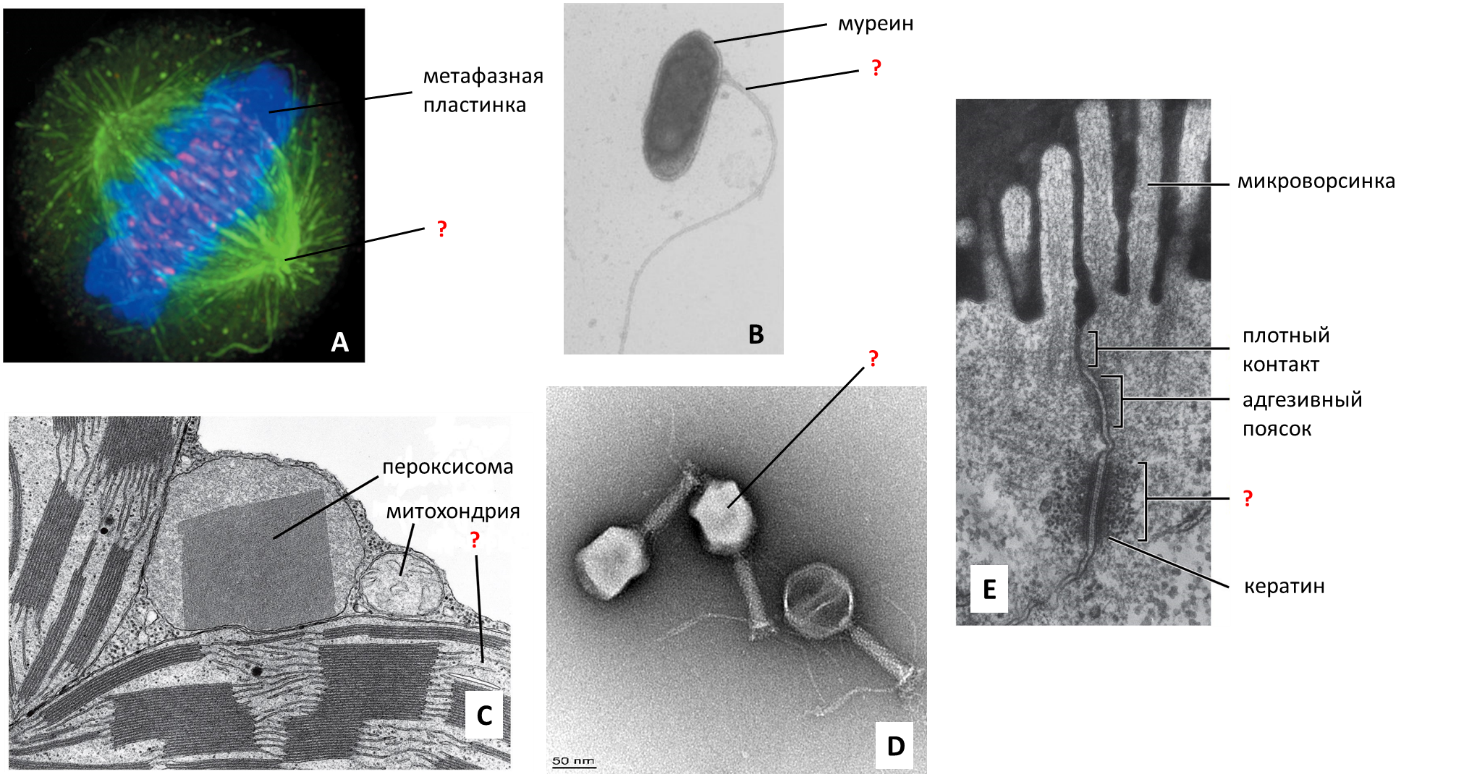 метафазная
пластинка
?
A
муреин
?
B
микроворсинка
плотный
контакт
адгезивный
поясок
?
кератин
E
пероксисома
митохондрия
?
C
?
D
50 nm